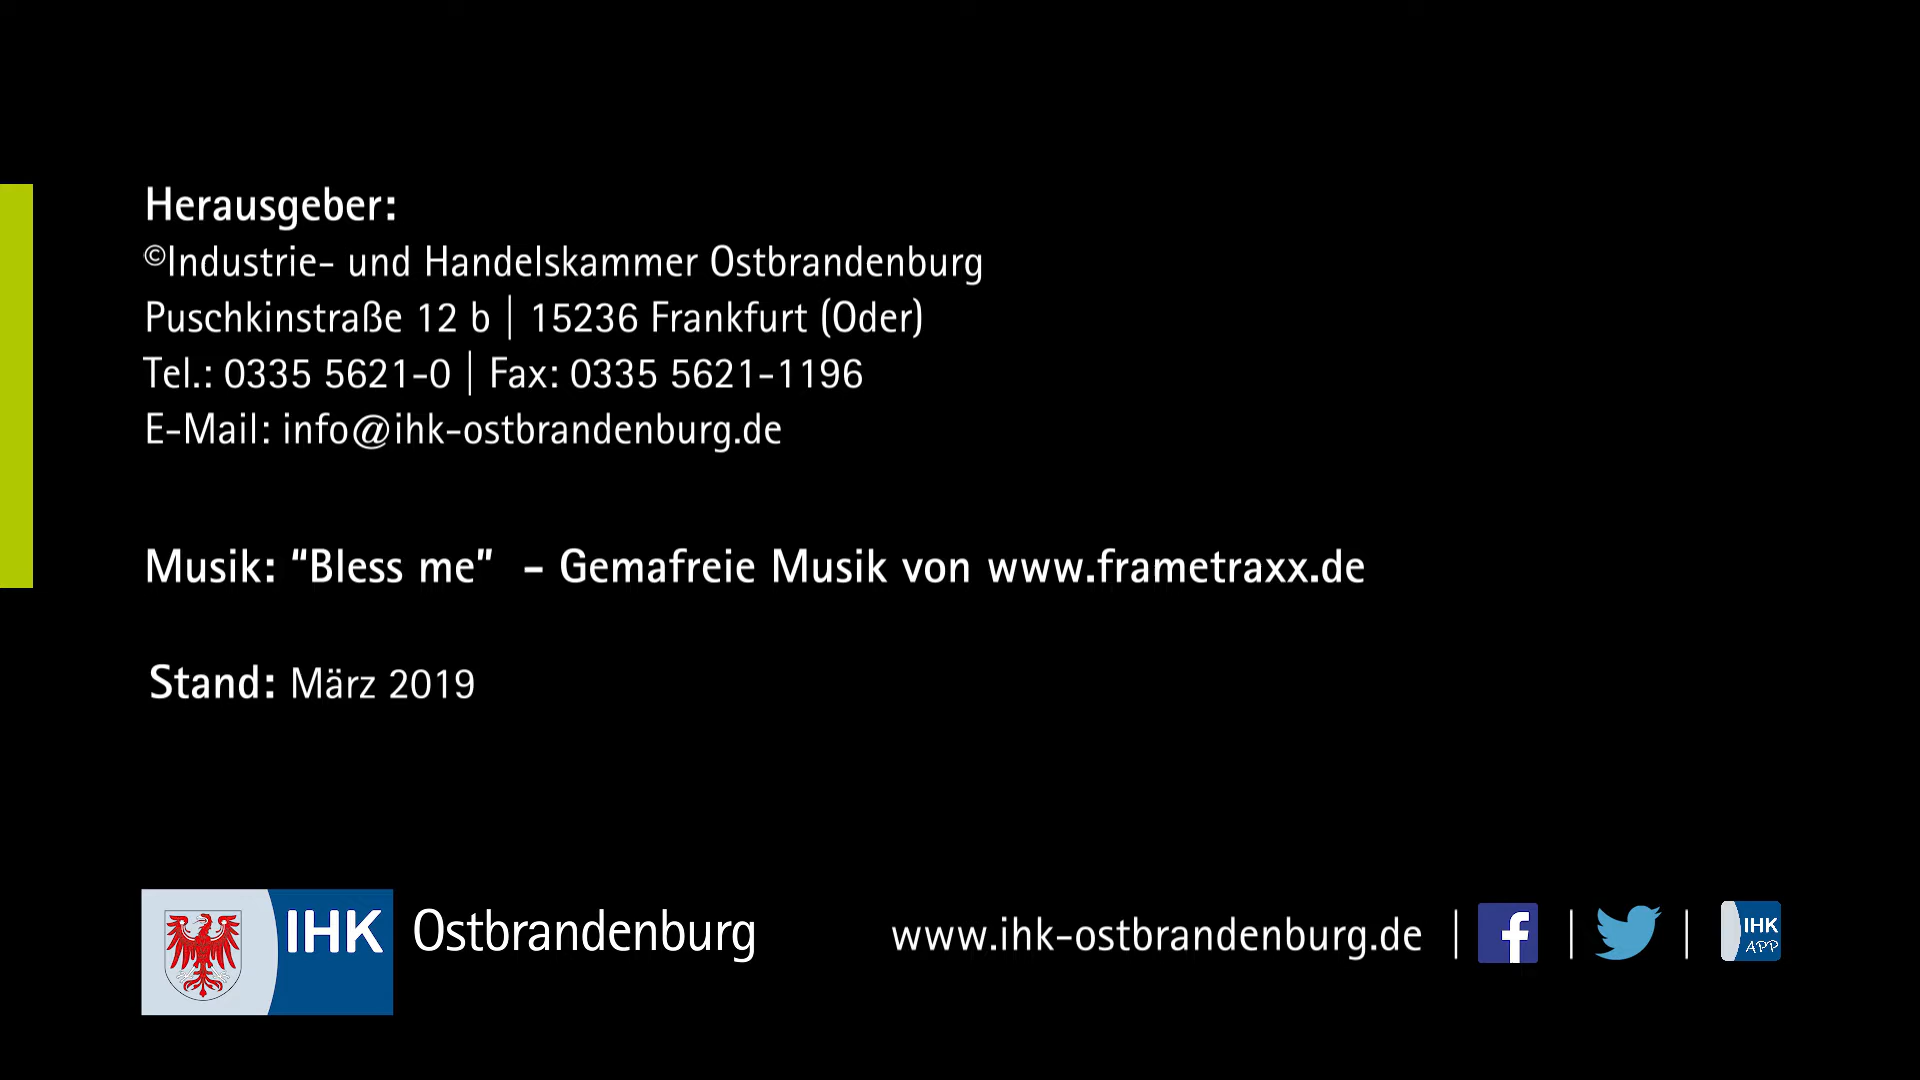 Herausgeber:
©Industrie- und Handelskammer Ostbrandenburg
Puschkinstraße 12 b | 15236 Frankfurt (Oder)
Tel.: 0335 5621-0 | Fax: 0335 5621-1196
E-Mail: info@ihk-ostbrandenburg.de
Musik: “Bless me” - Gemafreie Musik von www.frametraxx.de
Stand: März 2019
IHK Ostbrandenburg
www.ihk-ostbrandenburg.de | f | | IHK
APP